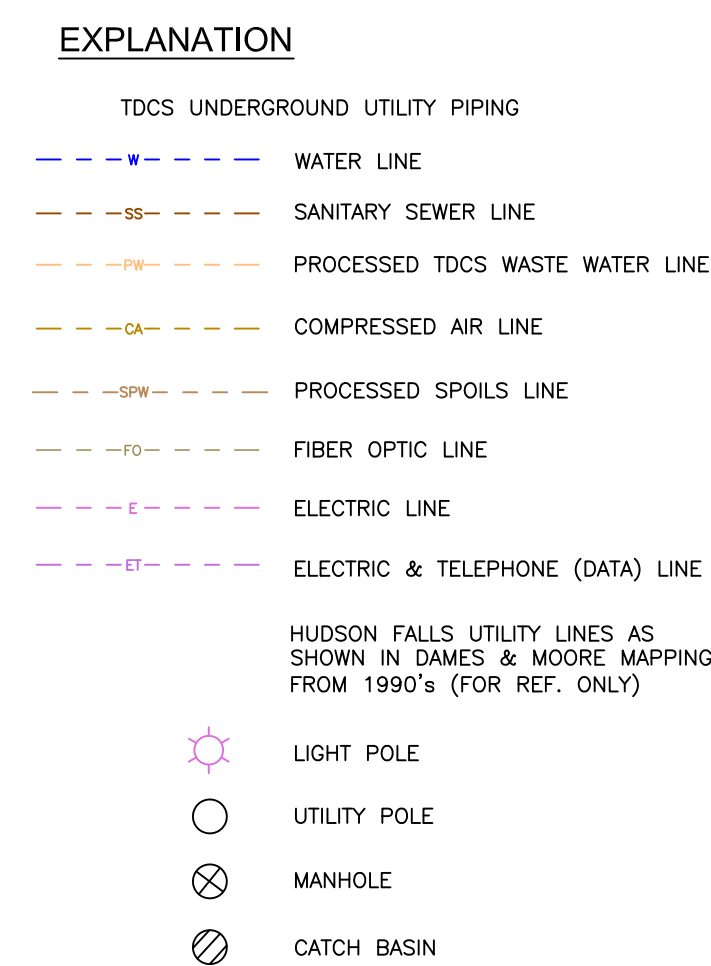 EXPLANATION
TDCS UNDERGROUND UTILITY PIPING
W WATER LINE
SS SANITARY SEWER LINE
PW PROCESSED TDCS WASTE WATER LINE
CA COMPRESSED AIR LINE
SPW PROCESSED SPOILS LINE
FO FIBER OPTIC LINE
E ELECTRIC LINE
ET ELECTRIC & TELEPHONE (DATA) LINE
HUDSON FALLS UTILITY LINES AS
SHOWN IN DAMES & MOORE MAPPING
FROM 1990's (FOR REF. ONLY)
LIGHT POLE
UTILITY POLE
MANHOLE
CATCH BASIN